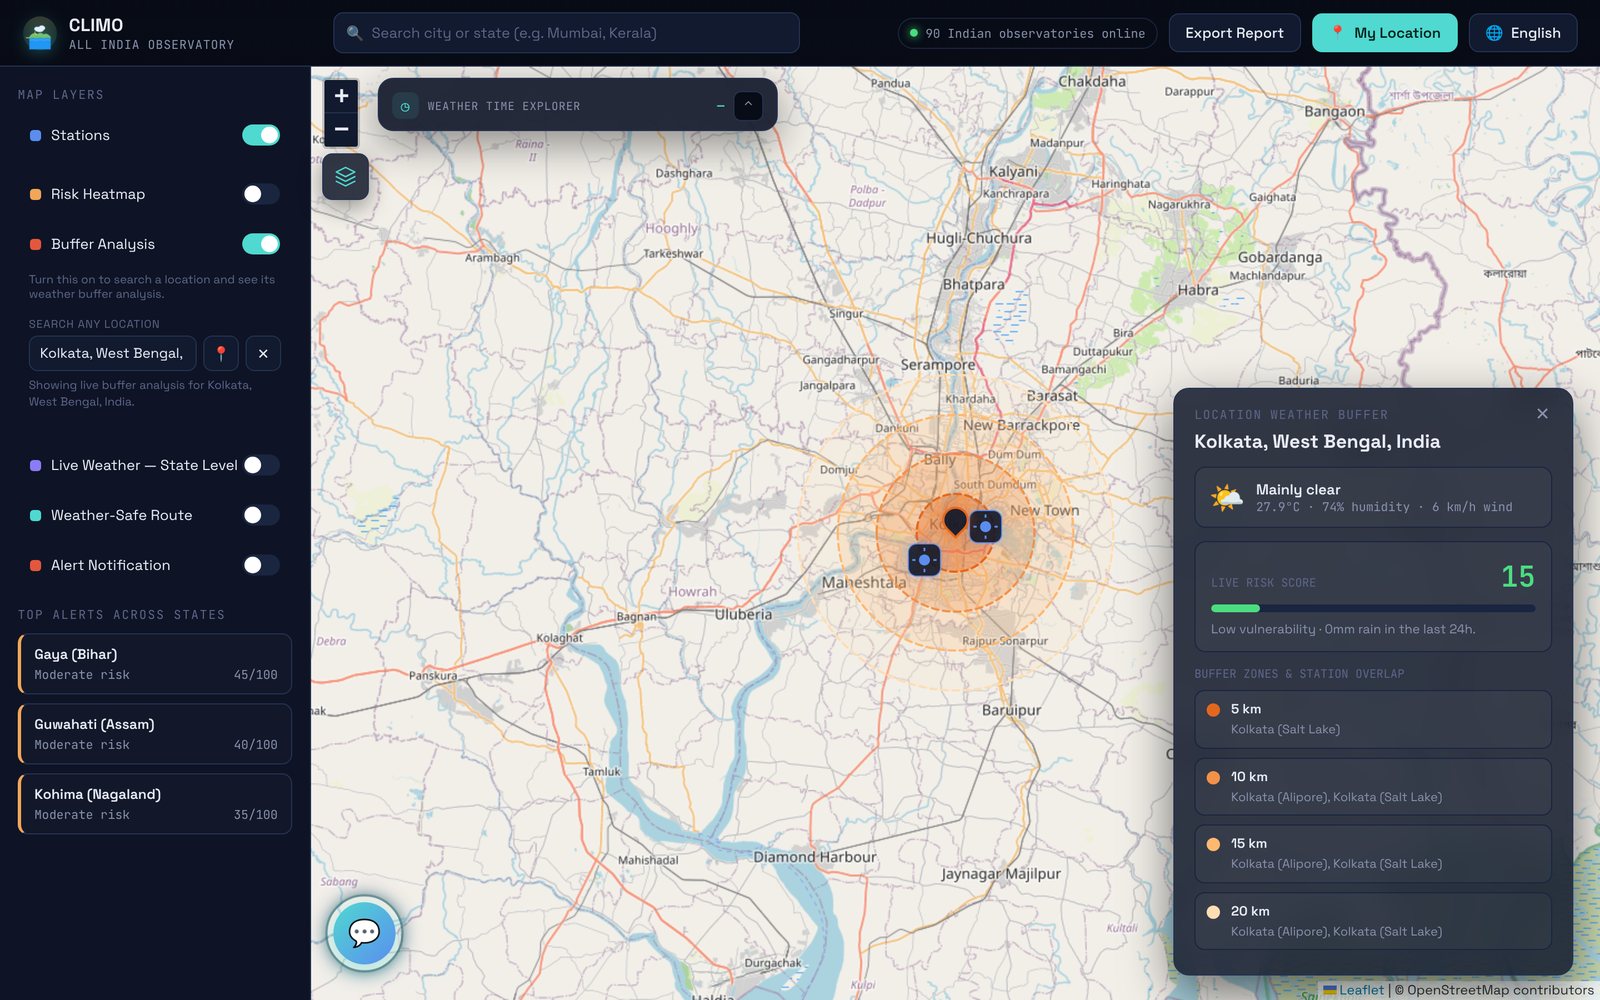 CLIMO
ALL INDIA OBSERVATORY
Search city or state (e.g. Mumbai, Kerala)
90 Indian observatories online
Export Report
My Location
English
MAP LAYERS
Stations
Risk Heatmap
Buffer Analysis
Turn this on to search a location and see its
weather buffer analysis.
SEARCH ANY LOCATION
Kolkata, West Bengal,
Showing live buffer analysis for Kolkata,
West Bengal, India.
Live Weather — State Level
Weather-Safe Route
Alert Notification
TOP ALERTS ACROSS STATES
Gaya (Bihar)
Moderate risk 45/100
Guwahati (Assam)
Moderate risk 40/100
Kohima (Nagaland)
Moderate risk 35/100
+
−
WEATHER TIME EXPLORER
–
Pandua
Chakdaha
Darappur
শার্শা উপজেলা
Bangaon
Raina -
II
Madanpur
Dashghara
Polba -
Dadpur
Kalyani
Kanchrapara
Haringhata
Nagarukhra
Gaighata
Hooghly
Hugli-Chuchura
Arambagh
Tarkeshwar
Gobardanga
Machlandapur
কলারোয়া
Bhatpara
Habra
Singur
Bira
Gangadharpur
Serampore
Duttapukur
Bamangachi
Jangalpara
Baduria
Khardaha
Barasat
Dankuni
New Barrackpore
Bally
Dum Dum
Domjur
South Dumdum
New Town
Maheshtala
Howrah
Uluberia
Bagnan
Debra
Kolaghat
Rajpur Sonarpur
Panskura
Baruipur
Tamluk
Mahishadal
Diamond Harbour
Jaynagar Majilpur
Sabang
Kultali
Durgachak
Kulpi
Haldia
LOCATION WEATHER BUFFER
Kolkata, West Bengal, India
Mainly clear
27.9°C · 74% humidity · 6 km/h wind
LIVE RISK SCORE
15
Low vulnerability · 0mm rain in the last 24h.
BUFFER ZONES & STATION OVERLAP
5 km
Kolkata (Salt Lake)
10 km
Kolkata (Alipore), Kolkata (Salt Lake)
15 km
Kolkata (Alipore), Kolkata (Salt Lake)
20 km
Kolkata (Alipore), Kolkata (Salt Lake)
Leaflet | © OpenStreetMap contributors